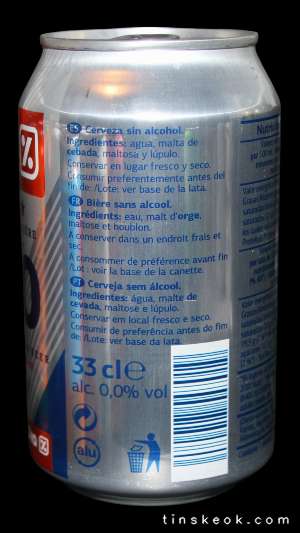 ES Cerveza sin alcohol.
Ingredientes: agua, malta de
cebada, maltosa y lúpulo.
Conservar en lugar fresco y seco.
Consumir preferentemente antes del
fin de: /Lote: ver base de la lata.
FR Bière sans alcool.
Ingrédients: eau, malt d'orge,
maltose et houblon.
A conserver dans un endroit frais et
sec.
A consommer de préférence avant fin
/Lot : voir la base de la canette.
PT Cerveja sem álcool.
Ingredientes: água, malte de
cevada, maltose e lúpulo.
Conservar em local fresco e seco.
Consumir de preferência antes do fim
de: /Lote: ver base da lata.
33 cl e
alc. 0,0% vol
alu
%
tinskeok.com